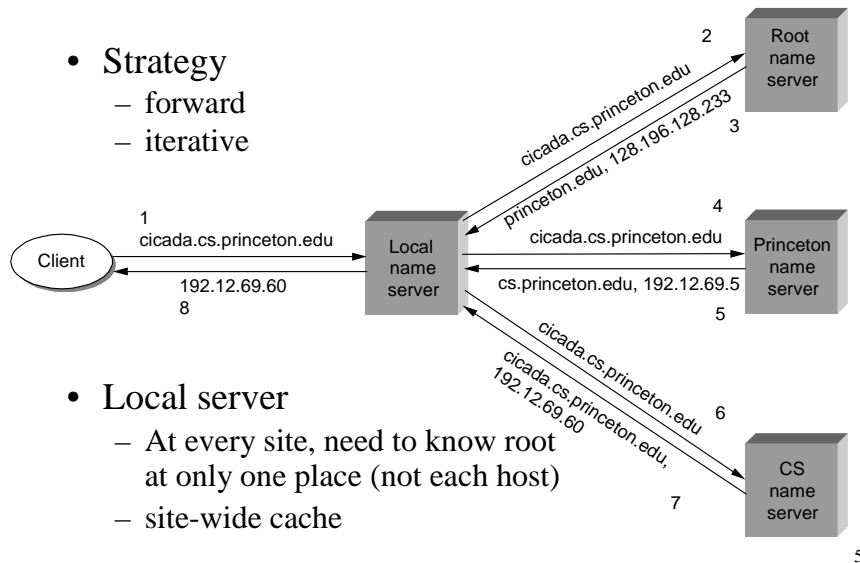 • Strategy
– forward
– iterative
2
Root
name
server
3
cicada.cs.princeton.edu
princeton.edu, 128.196.128.233
1
cicada.cs.princeton.edu
Client
192.12.69.60
8
Local
name
server
4
cicada.cs.princeton.edu
cs.princeton.edu, 192.12.69.5
5
Princeton
name
server
cicada.cs.princeton.edu
cicada.cs.princeton.edu,
192.12.69.60
6
7
CS
name
server
• Local server
– At every site, need to know root
at only one place (not each host)
– site-wide cache
5